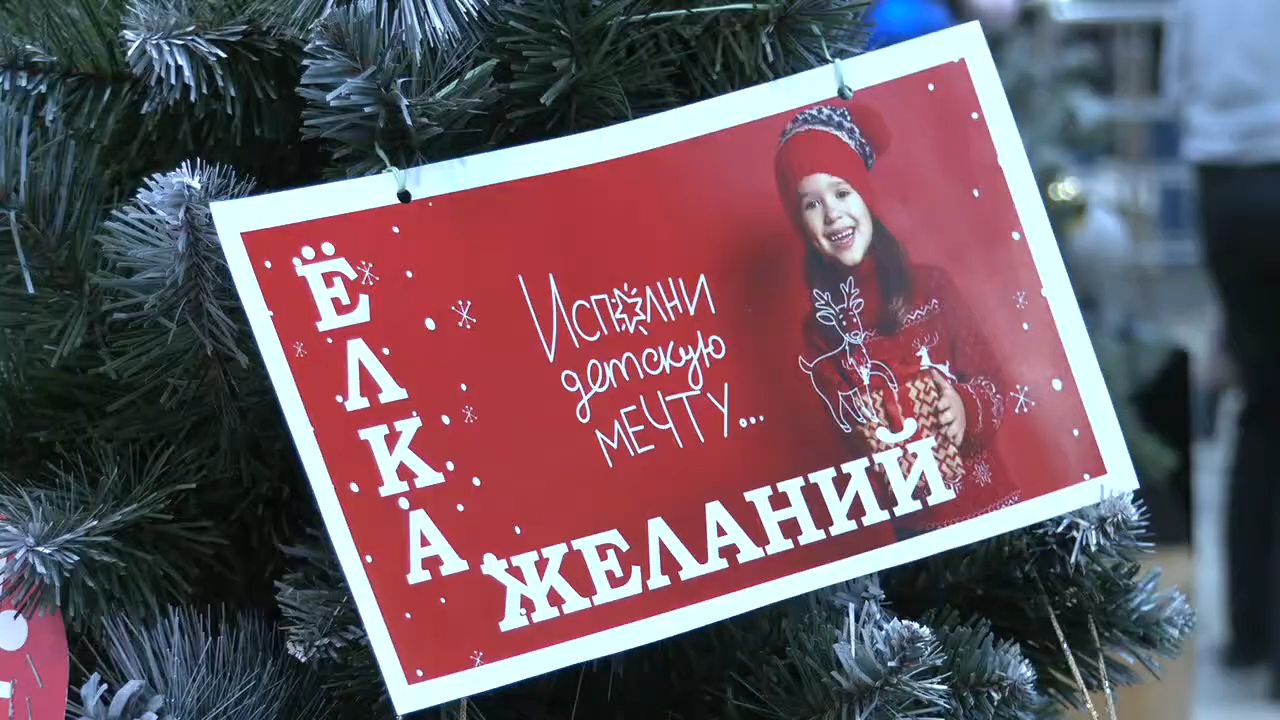 ЁЛКА
ЖЕЛАНИЙ
Исполни
детскую
мечту...